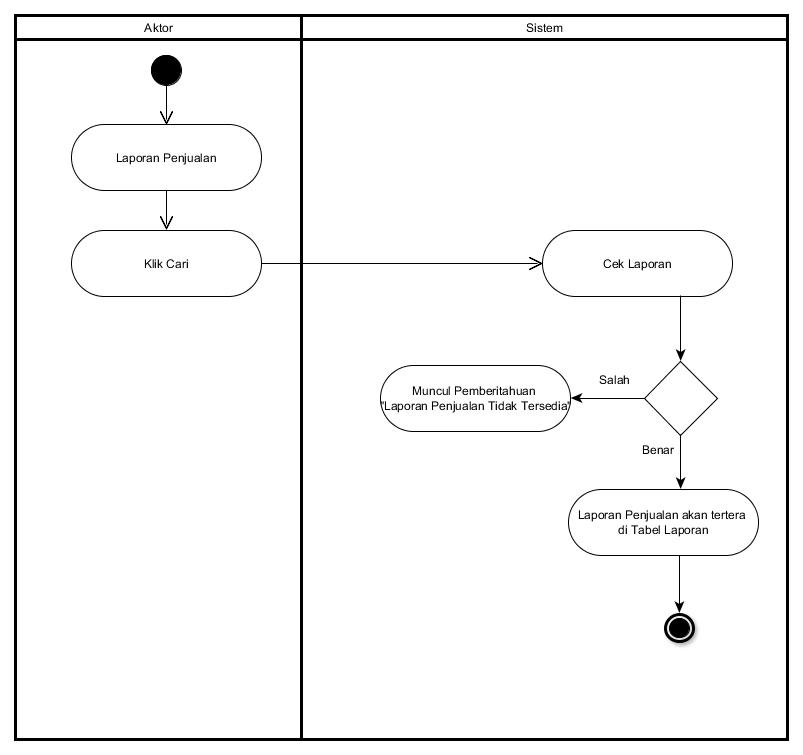 Aktor
Sistem
Laporan Penjualan
Klik Cari
Cek Laporan
Salah
Muncul Pemberitahuan
"Laporan Penjualan Tidak Tersedia"
Benar
Laporan Penjualan akan tertera
di Tabel Laporan